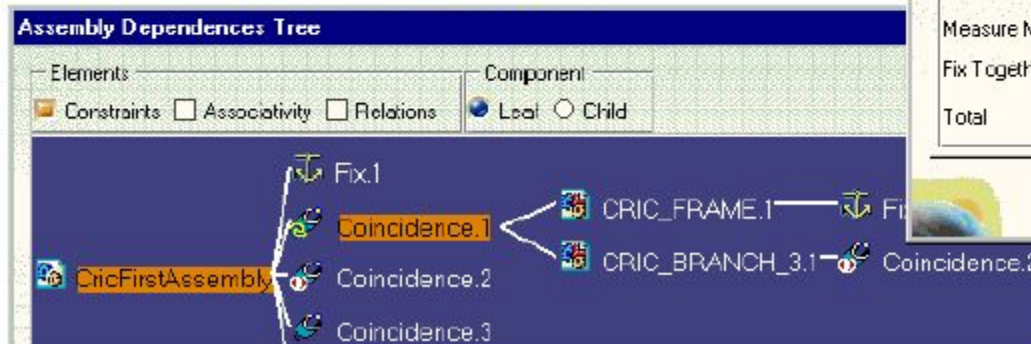 Assembly Dependences Tree
Measure
Elements
Component
Fix
Constraints Associativity Relations
Leaf Child
Total
Fix.1
Coincidence.1
CRIC_FRAME.1
CricFirstAssembly
Coincidence.2
CRIC_BRANCH_3.1
Coincidence.
Coincidence.3